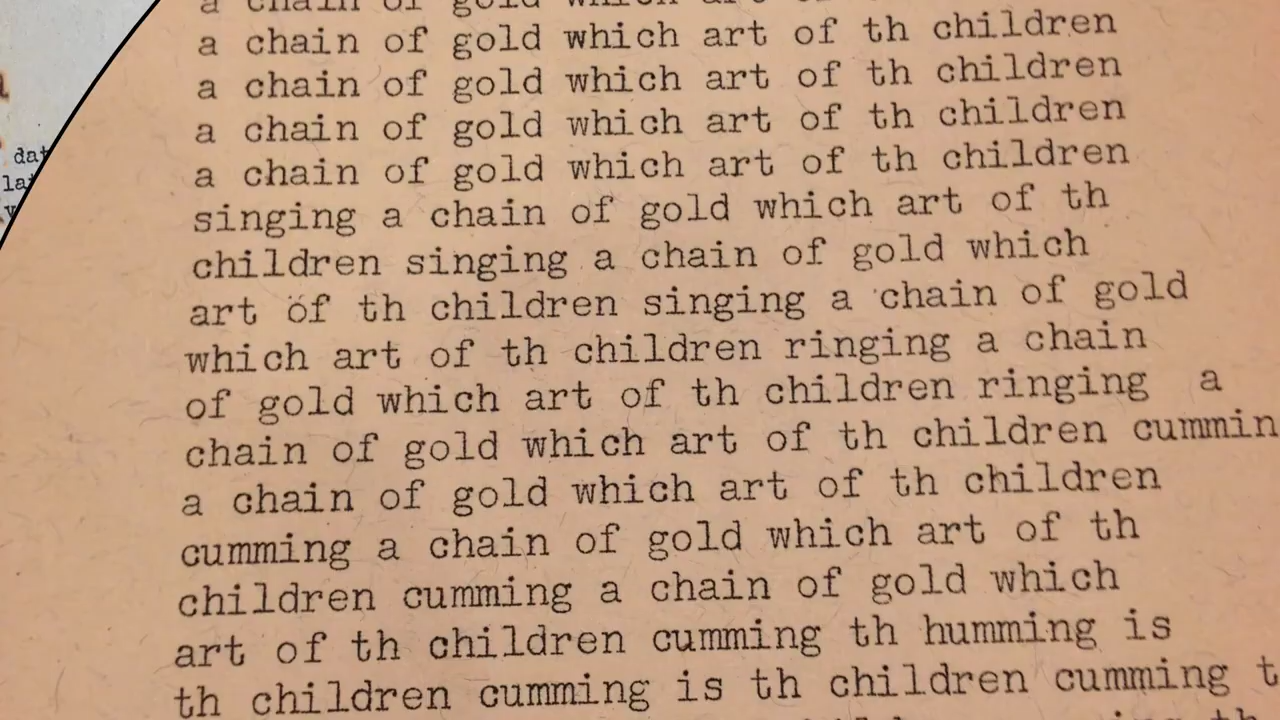 a chain of gold which art of th children
a chain of gold which art of th children
a chain of gold which art of th children
a chain of gold which art of th children
singing a chain of gold which art of th
children singing a chain of gold which
art of th children singing a chain of gold
which art of th children ringing a chain
of gold which art of th children ringing a
chain of gold which art of th children cummin
a chain of gold which art of th children
cumming a chain of gold which art of th
children cumming a chain of gold which
art of th children cumming th humming is
th children cumming is th children cumming t